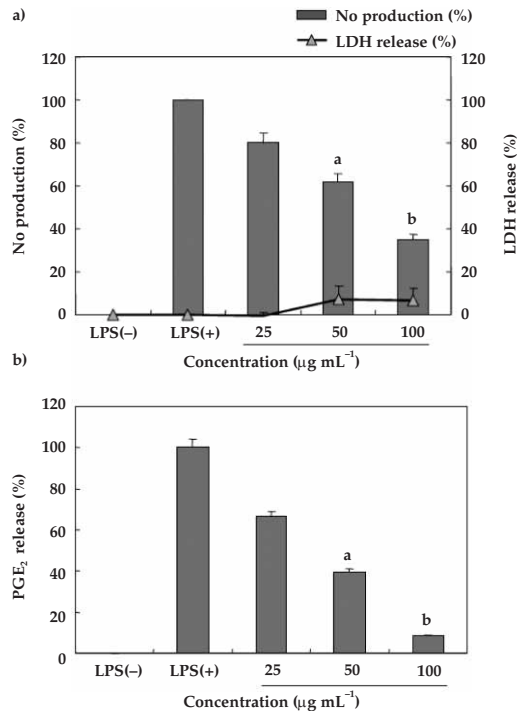 a)
No production (%)
LDH release (%)
120 120
100 100
80 80
60 60
40 40
20 20
0 0
No production (%)
LDH release (%)
a
b
LPS(–) LPS(+) 25 50 100
Concentration (μg mL⁻¹)
b)
120
100
80
60
40
20
0
PGE₂ release (%)
a
b
LPS(–) LPS(+) 25 50 100
Concentration (μg mL⁻¹)